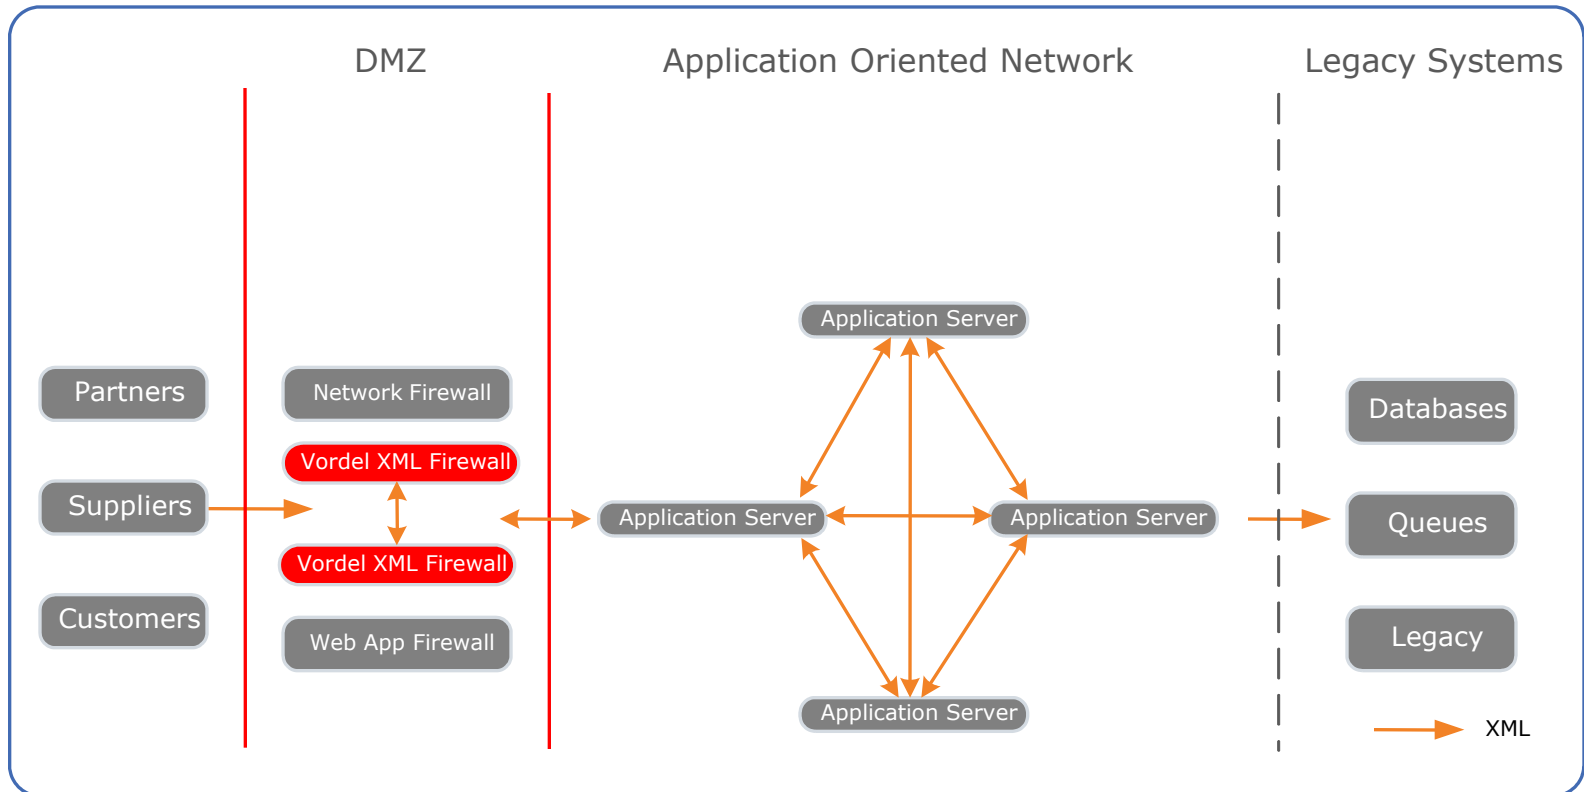 DMZ
Application Oriented Network
Legacy Systems
Partners
Suppliers
Customers
Network Firewall
Vordel XML Firewall
Vordel XML Firewall
Web App Firewall
Application Server
Application Server
Application Server
Application Server
Databases
Queues
Legacy
XML